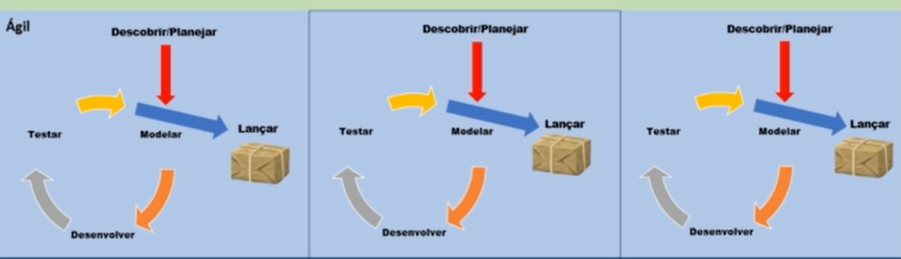 Ágil
Descobrir/Planejar
Lançar
Testar
Modelar
Desenvolver
Descobrir/Planejar
Lançar
Testar
Modelar
Desenvolver
Descobrir/Planejar
Lançar
Testar
Modelar
Desenvolver